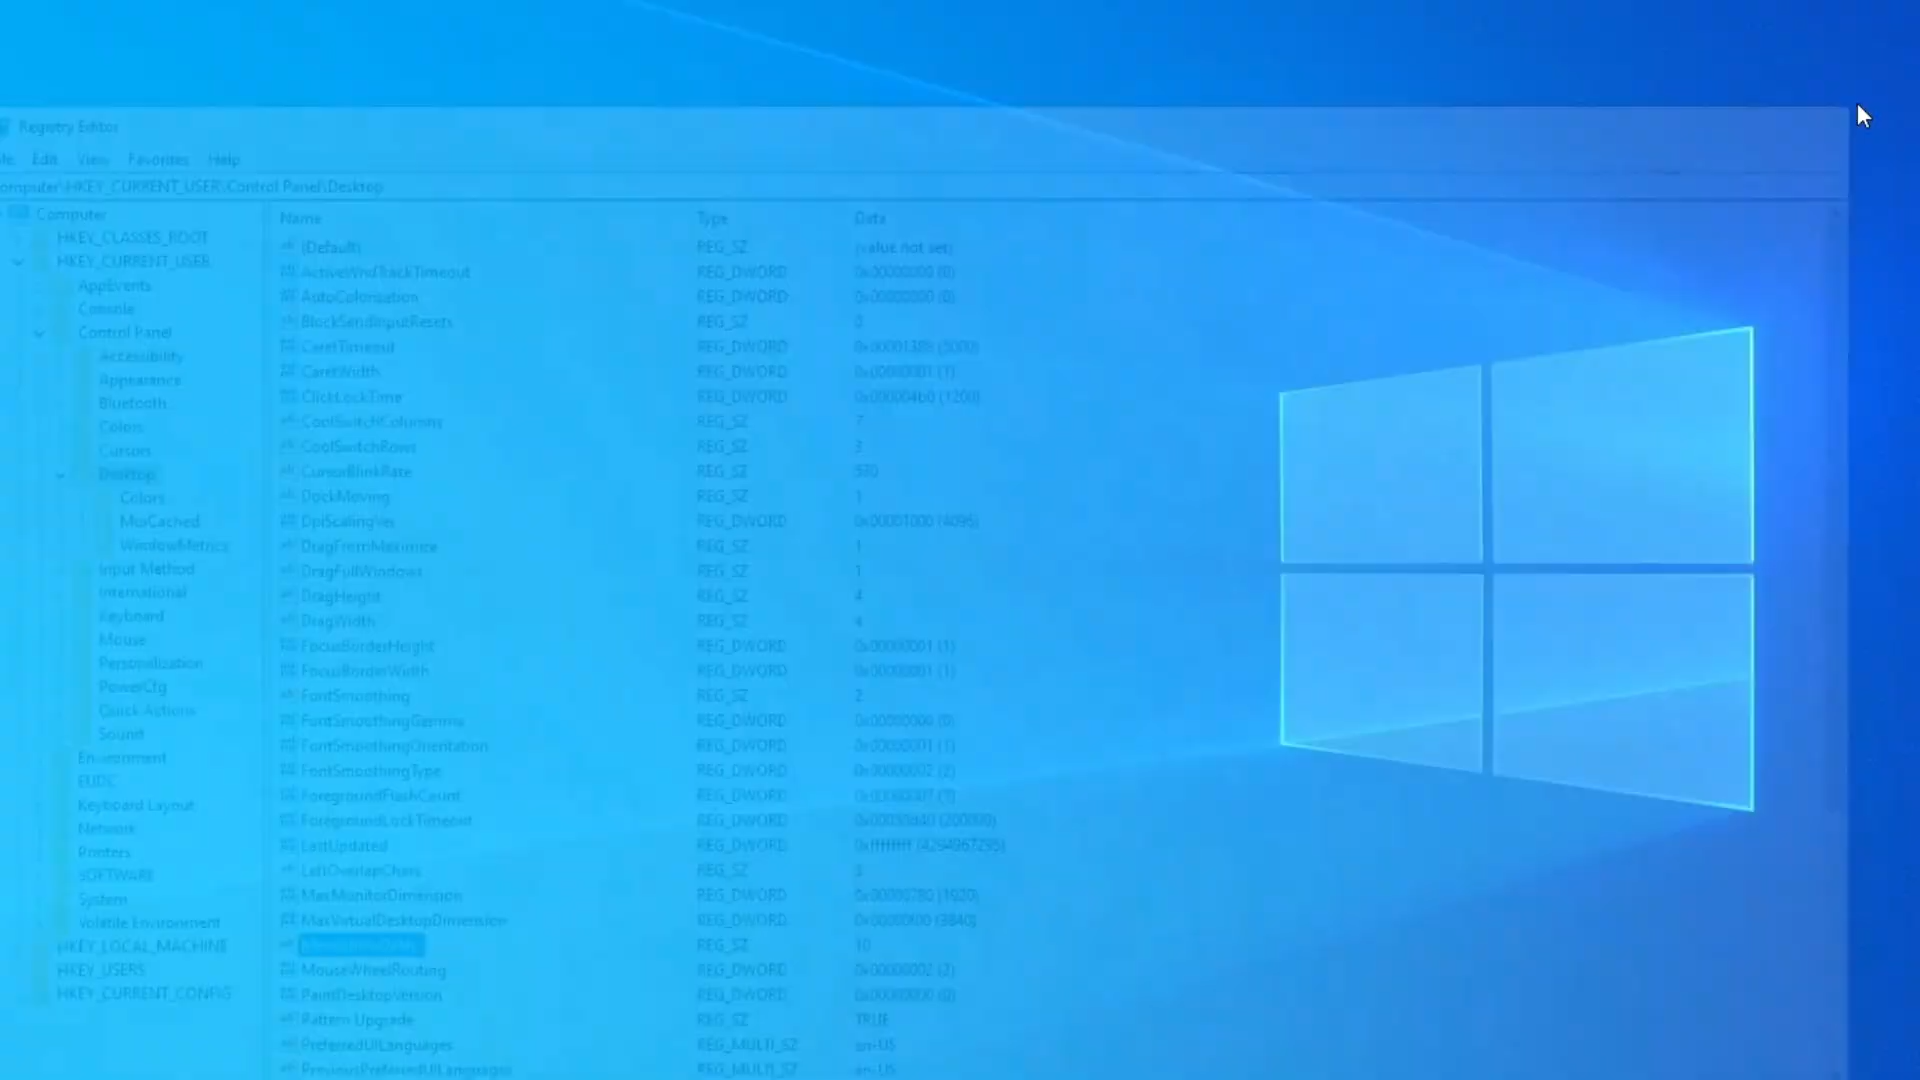 Registry Editor
Edit View Favorites Help
HKEY_CURRENT_USER\Control Panel\Desktop
Computer
HKEY_CLASSES_ROOT
HKEY_CURRENT_USER
AppEvents
Console
Control Panel
Accessibility
Appearance
Bluetooth
Colors
Cursors
Desktop
Colors
MuiCached
WindowMetrics
Input Method
International
Keyboard
Mouse
Personalization
PowerCfg
Quick Actions
Sound
Environment
EUDC
Keyboard Layout
Network
Printers
SOFTWARE
System
Volatile Environment
HKEY_LOCAL_MACHINE
HKEY_USERS
HKEY_CURRENT_CONFIG
Name Type Data
(Default) REG_SZ (value not set)
ActiveWndTrackTimeout REG_DWORD 0x00000000 (0)
AutoColorization REG_DWORD 0x00000000 (0)
BlockSendInputResets REG_SZ
CaretTimeout REG_DWORD 0x00001388 (5000)
CaretWidth REG_DWORD 0x00000001 (1)
ClickLockTime REG_DWORD 0x000004b0 (1200)
CoolSwitchColumns REG_SZ 7
CoolSwitchRows REG_SZ 3
CursorBlinkRate REG_SZ 530
DockMoving REG_SZ 1
DpiScalingVer REG_DWORD 0x00001000 (4096)
DragFromMaximize REG_SZ 1
DragFullWindows REG_SZ 1
DragHeight REG_SZ 4
DragWidth REG_SZ 4
FocusBorderHeight REG_DWORD 0x00000001 (1)
FocusBorderWidth REG_DWORD 0x00000001 (1)
FontSmoothing REG_SZ 2
FontSmoothingGamma REG_DWORD 0x00000000 (0)
FontSmoothingOrientation REG_DWORD 0x00000001 (1)
FontSmoothingType REG_DWORD 0x00000002 (2)
ForegroundFlashCount REG_DWORD 0x00000007 (7)
ForegroundLockTimeout REG_DWORD 0x00030d40 (200000)
LastUpdated REG_DWORD 0xffffffff (4294967295)
LeftOverlapChars REG_SZ 3
MaxMonitorDimension REG_DWORD 0x00000780 (1920)
MaxVirtualDesktopDimension REG_DWORD 0x00000f00 (3840)
REG_SZ 10
MouseWheelRouting REG_DWORD 0x00000002 (2)
PaintDesktopVersion REG_DWORD 0x00000000 (0)
Pattern Upgrade REG_SZ TRUE
PreferredUILanguages REG_MULTI_SZ en-US
PreviousPreferredUILanguages REG_MULTI_SZ en-US